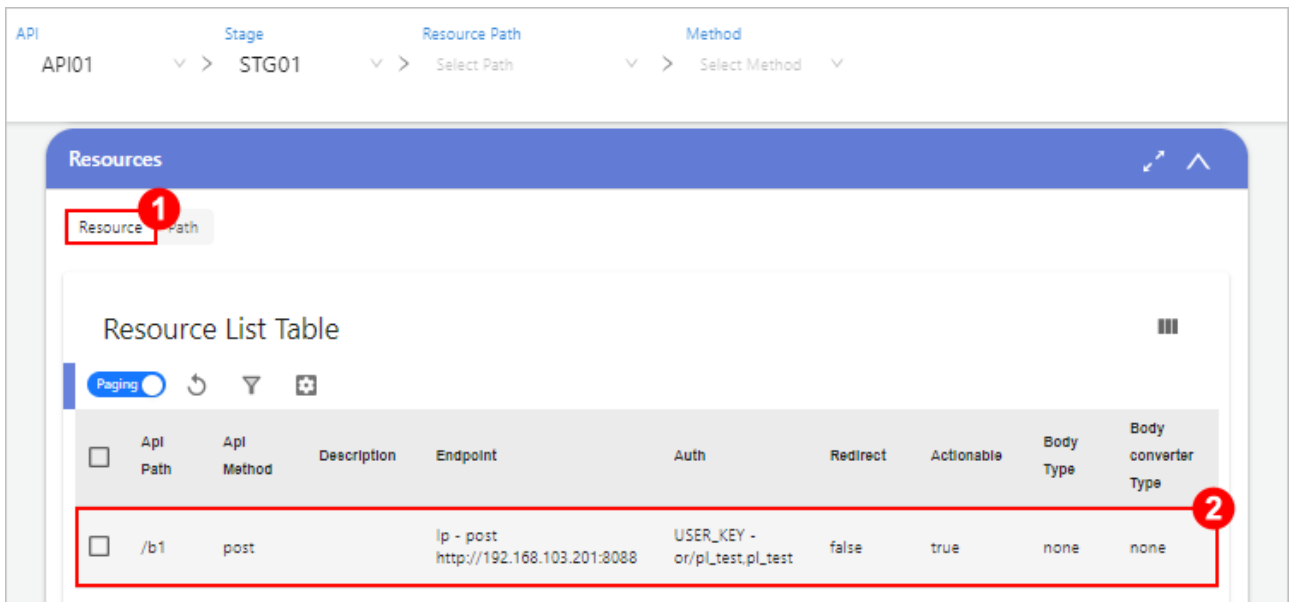 API Stage Resource Path Method
API01 > STG01 > Select Path > Select Method
Resources
1
Resource Path
Resource List Table
Paging
Api Path
Api Method
Description
Endpoint
Auth
Redirect
Actionable
Body Type
Body converter Type
2
/b1
post
Ip - post
http://192.168.103.201:8088
USER_KEY -
or/pl_test,pl_test
false
true
none
none